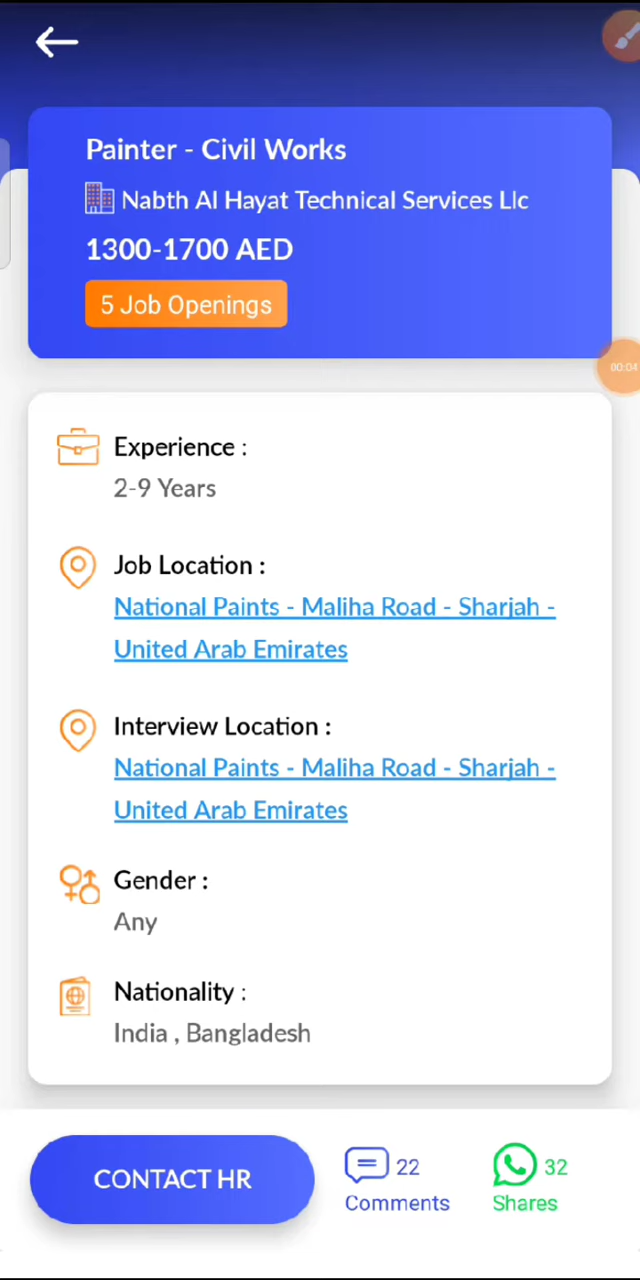 Painter - Civil Works
Nabth Al Hayat Technical Services Llc
1300-1700 AED
5 Job Openings
00:04
Experience :
2-9 Years
Job Location :
National Paints - Maliha Road - Sharjah -
United Arab Emirates
Interview Location :
National Paints - Maliha Road - Sharjah -
United Arab Emirates
Gender :
Any
Nationality :
India , Bangladesh
CONTACT HR
22
Comments
32
Shares